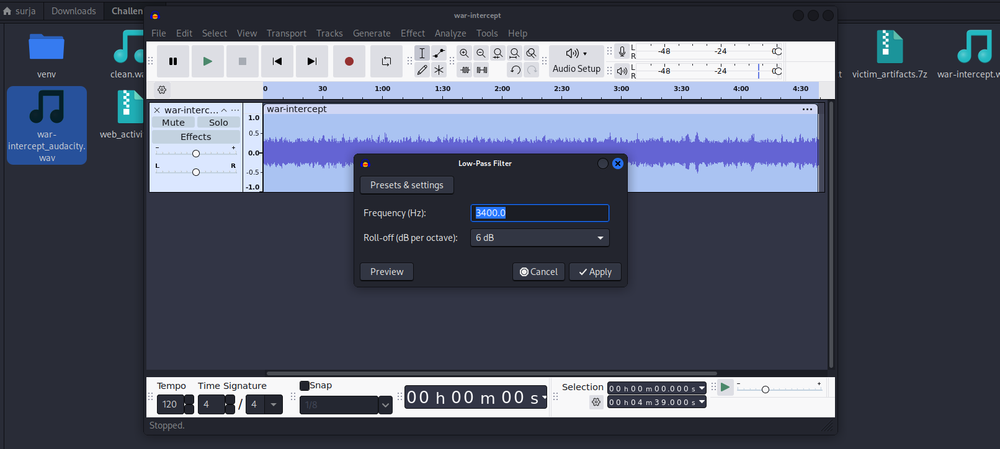 surja
Downloads
Challen
war-intercept
File Edit Select View Transport Tracks Generate Effect Analyze Tools Help
venv
clean.wa
war-
intercept_audacity.
wav
web_activi
Audio Setup
L
R
-48 -24 0
L
R
-48 -24 0
victim_artifacts.7z
war-intercept.w
0 30 1:00 1:30 2:00 2:30 3:00 3:30 4:00 4:30
war-interc...
Mute Solo
Effects
- +
L R
1.0
0.5
0.0
-0.5
-1.0
war-intercept
Low-Pass Filter
Presets & settings
Frequency (Hz): 3400.0
Roll-off (dB per octave): 6 dB
Preview Cancel Apply
Tempo Time Signature Snap
120 4 / 4 1/8
00 h 00 m 00 s
Selection 00 h 00 m 00.000 s
00 h 04 m 39.000 s
- +
Stopped.